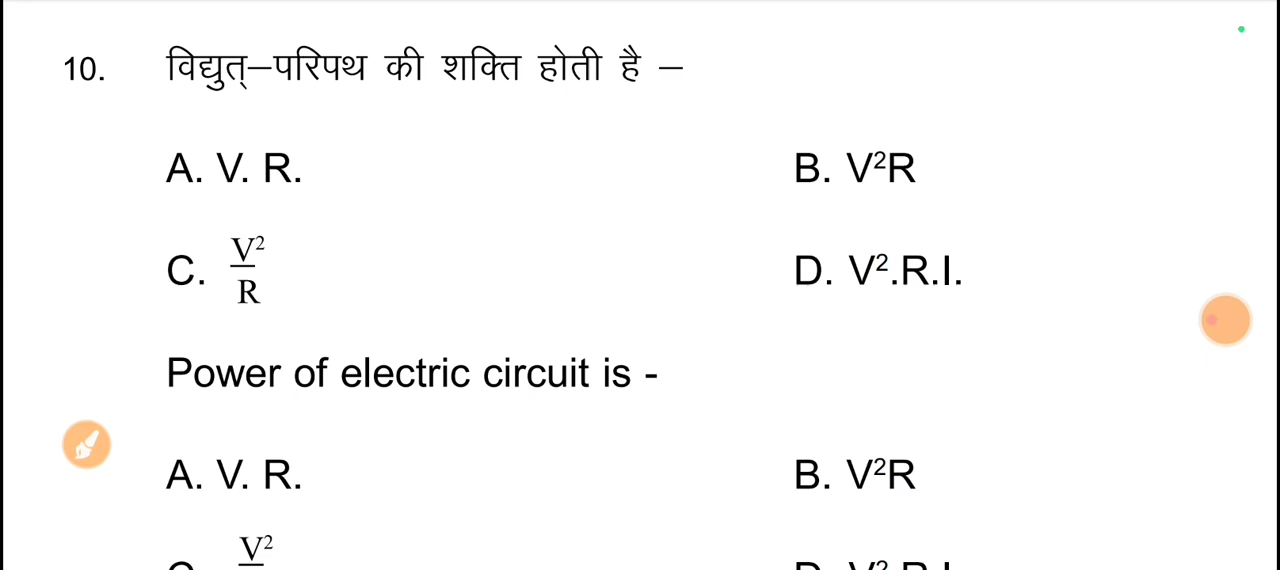 10. विद्युत्–परिपथ की शक्ति होती है –
A. V. R. B. V²R
C. V²/R D. V².R.I.
Power of electric circuit is -
A. V. R. B. V²R
V²